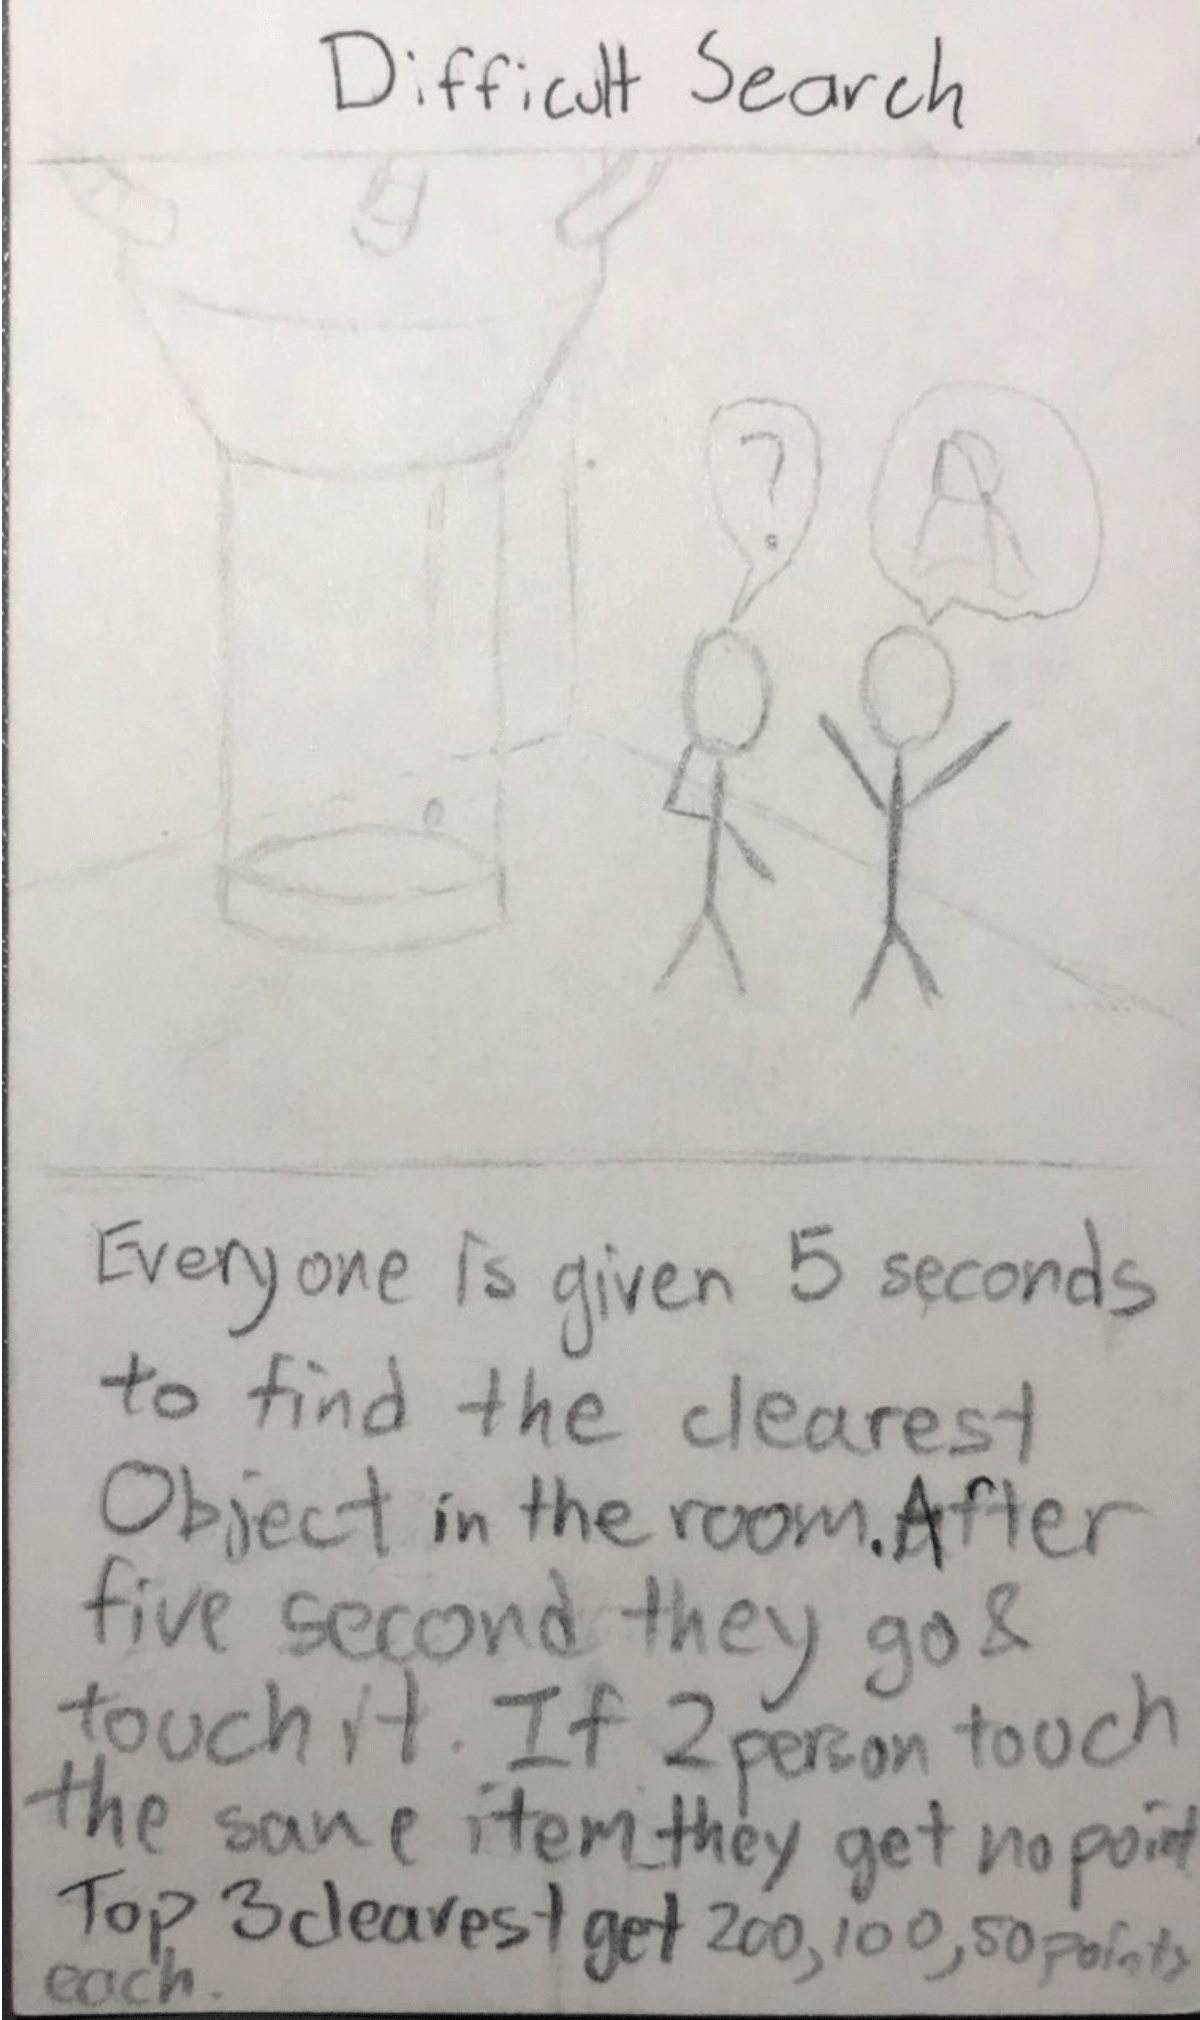 Difficult Search
?
Everyone is given 5 seconds
to find the clearest
Object in the room. After
five second they go &
touch it. If 2 person touch
the same item they get no point
Top 3 clearest get 200, 100, 50 points
each.